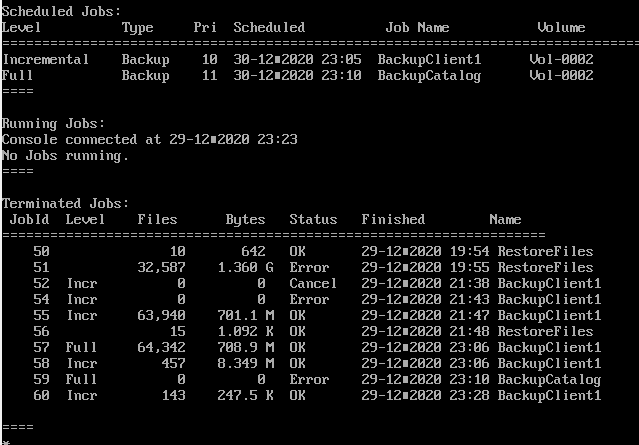 Scheduled Jobs:
Level          Type     Pri  Scheduled          Job Name           Volume
===================================================================================
Incremental    Backup    10  30-12■2020 23:05   BackupClient1      Vol-0002
Full           Backup    11  30-12■2020 23:10   BackupCatalog      Vol-0002
====

Running Jobs:
Console connected at 29-12■2020 23:23
No Jobs running.
====

Terminated Jobs:
 JobId  Level    Files      Bytes   Status   Finished        Name
====================================================================
    50              10       642    OK       29-12■2020 19:54 RestoreFiles
    51          32,587    1.360 G  Error    29-12■2020 19:55 RestoreFiles
    52  Incr         0         0    Cancel   29-12■2020 21:38 BackupClient1
    54  Incr         0         0    Error    29-12■2020 21:43 BackupClient1
    55  Incr    63,940    701.1 M  OK       29-12■2020 21:47 BackupClient1
    56              15    1.092 K  OK       29-12■2020 21:48 RestoreFiles
    57  Full    64,342    708.9 M  OK       29-12■2020 23:06 BackupClient1
    58  Incr       457    8.349 M  OK       29-12■2020 23:06 BackupClient1
    59  Full         0         0    Error    29-12■2020 23:10 BackupCatalog
    60  Incr       143    247.5 K  OK       29-12■2020 23:28 BackupClient1

====
*